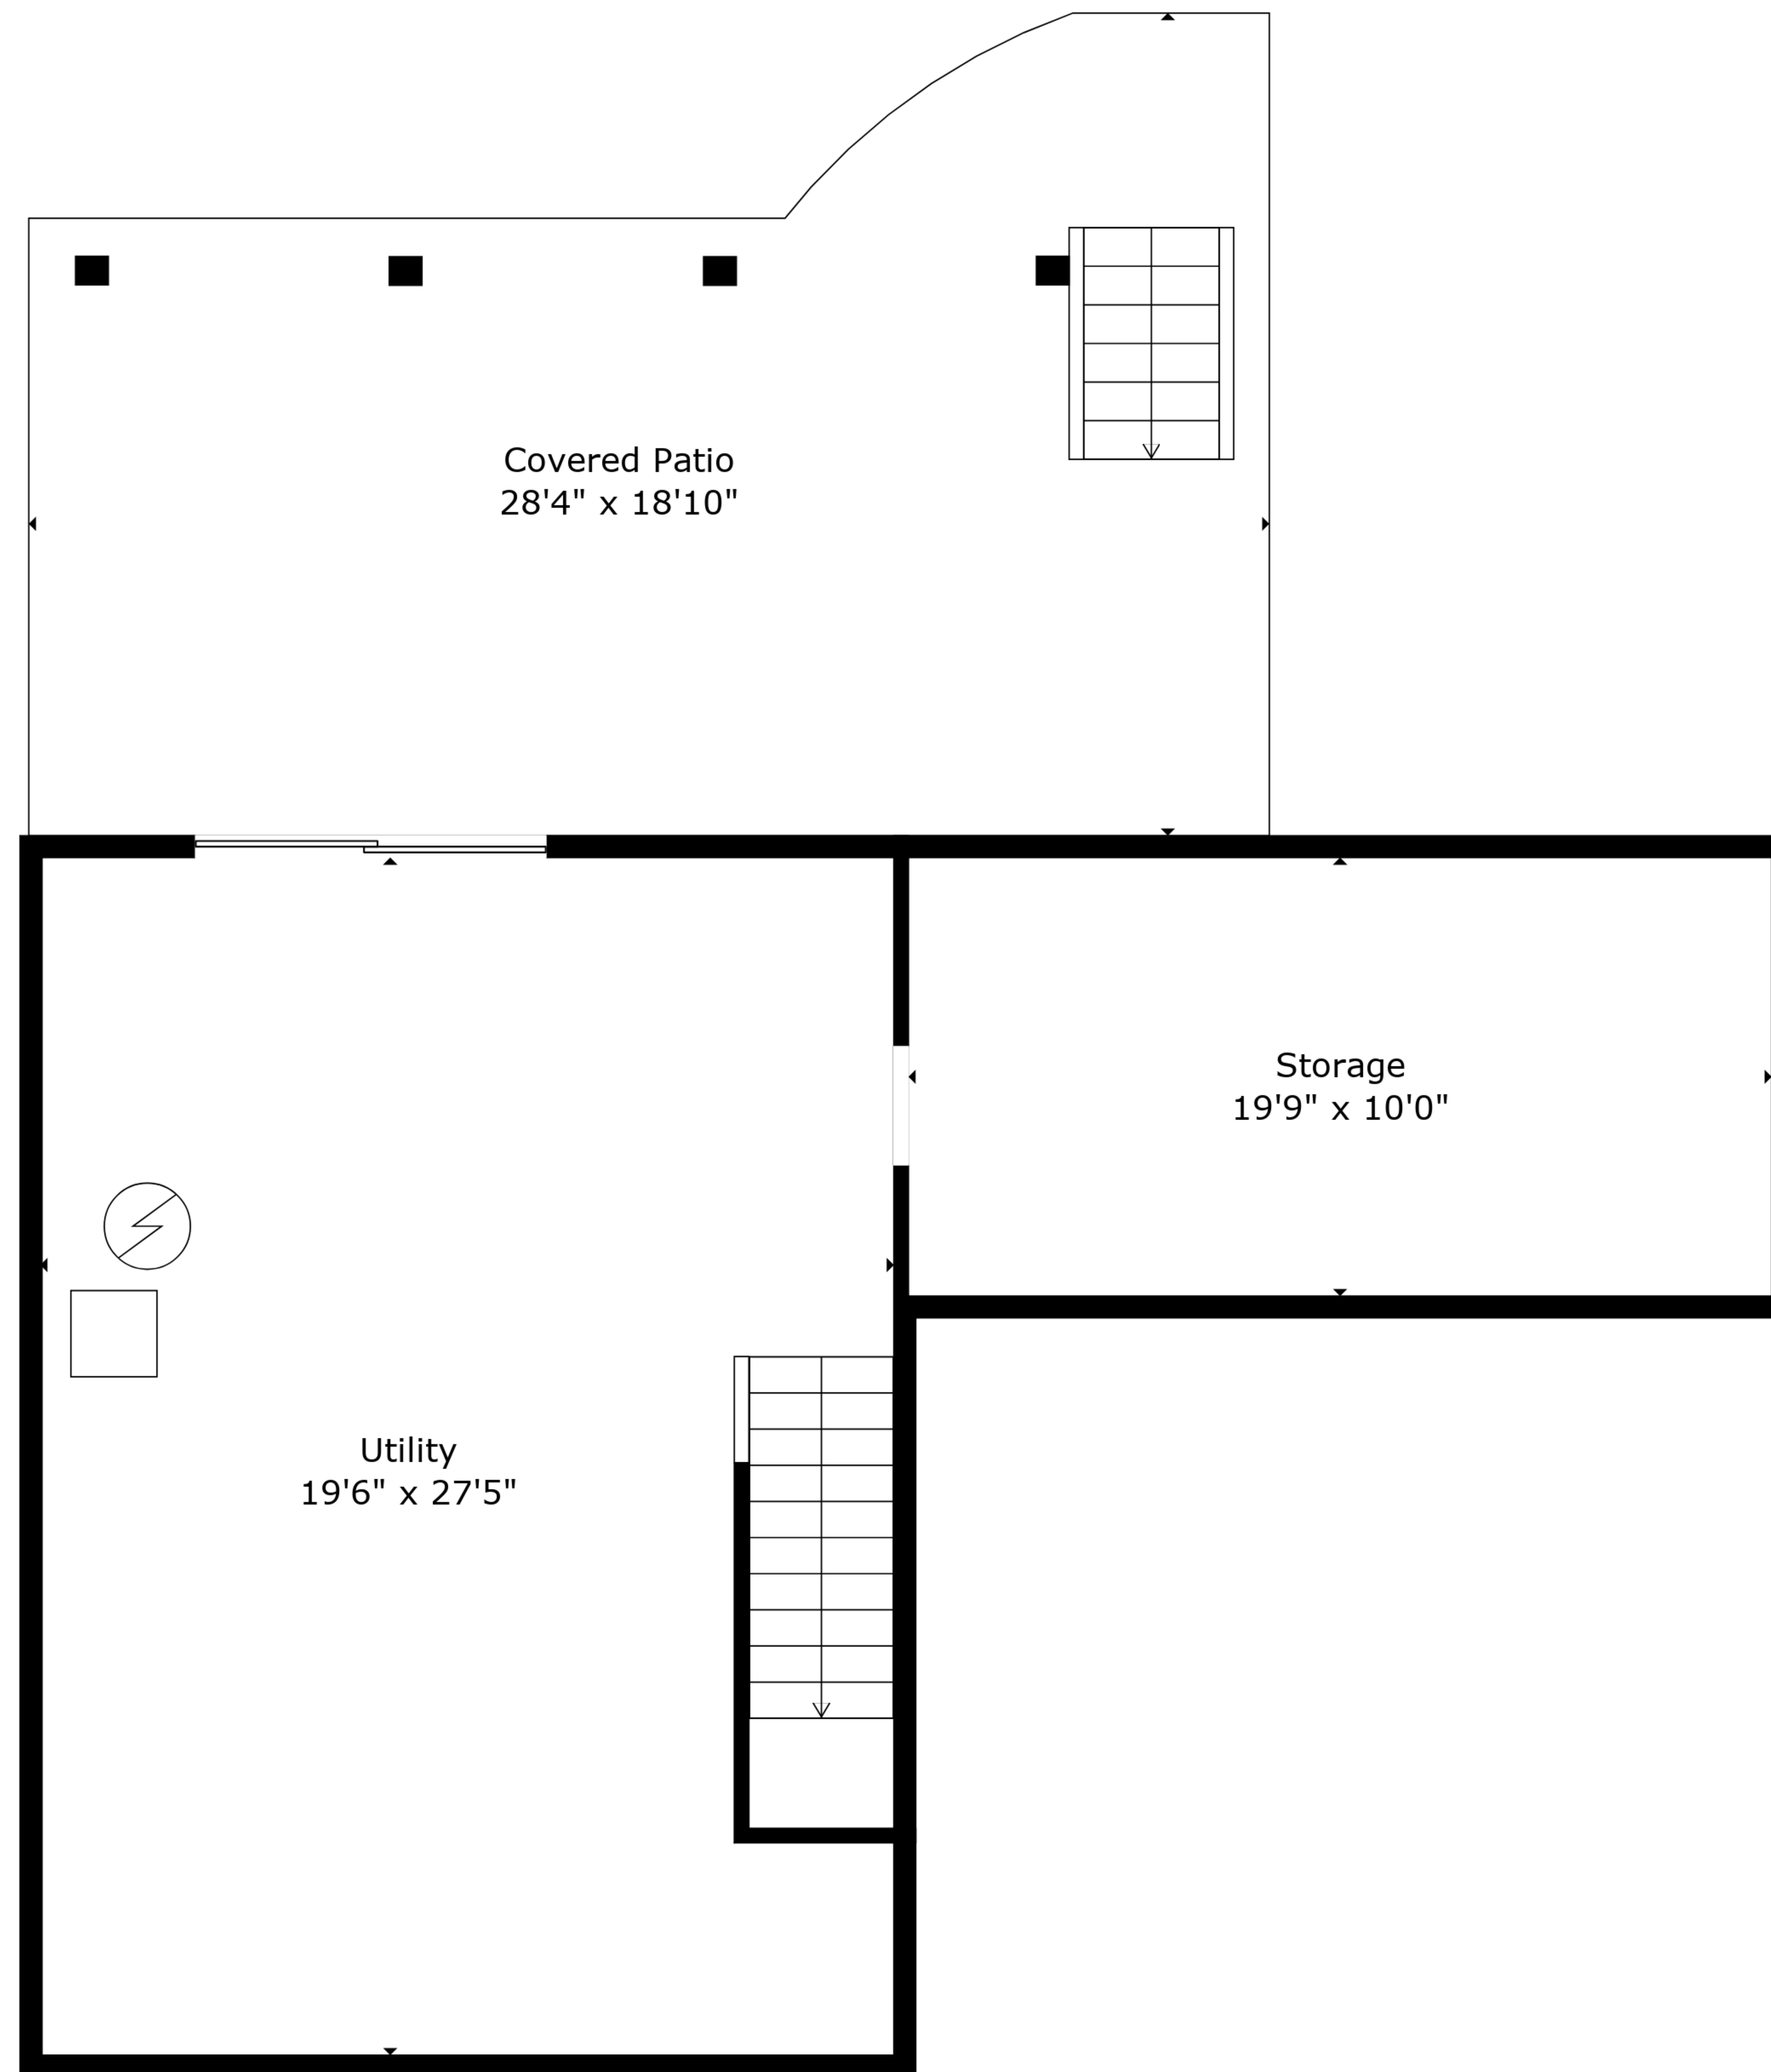 Covered Patio
28'4" x 18'10"
Storage
19'9" x 10'0"
Utility
19'6" x 27'5"